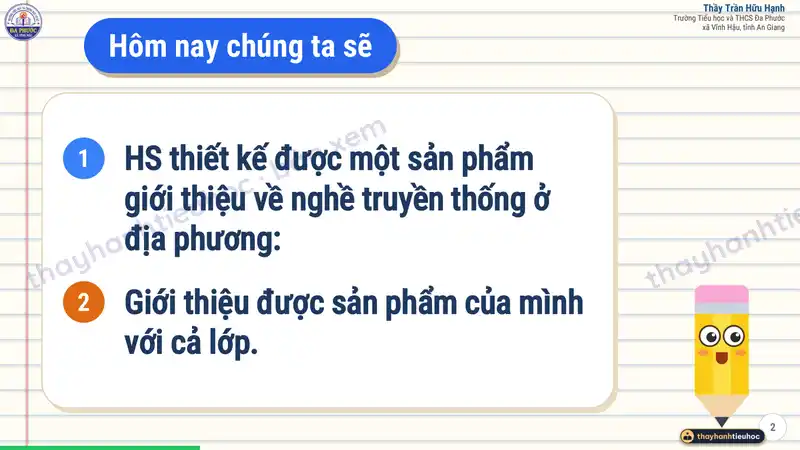 Thầy Trần Hữu Hạnh
Trường Tiểu học và THCS Đa Phước
xã Vĩnh Hậu, tỉnh An Giang
ĐA PHƯỚC
Hôm nay chúng ta sẽ
1 HS thiết kế được một sản phẩm
giới thiệu về nghề truyền thống ở
địa phương:
2 Giới thiệu được sản phẩm của mình
với cả lớp.
thayhanhtieuhoc
2